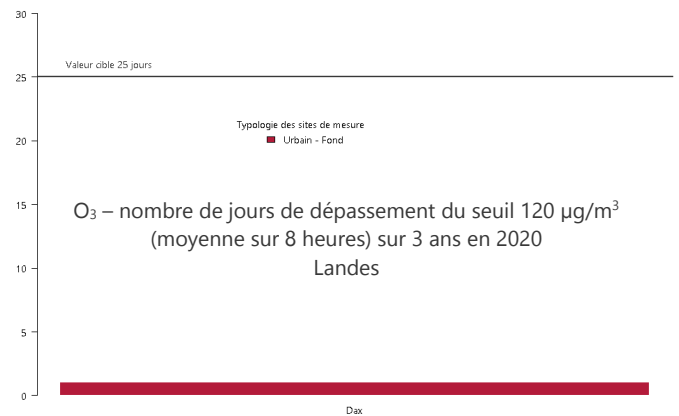 30
Valeur cible 25 jours
25
Typologie des sites de mesure
Urbain - Fond
20
15
O₃ – nombre de jours de dépassement du seuil 120 µg/m³
(moyenne sur 8 heures) sur 3 ans en 2020
Landes
10
5
0
Dax